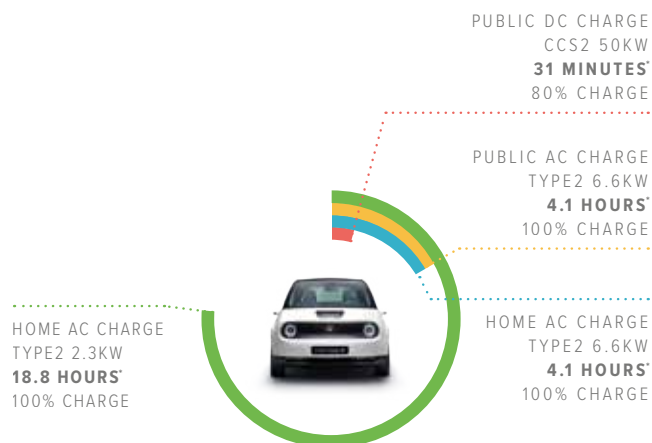 PUBLIC DC CHARGE
CCS2 50KW
31 MINUTES*
80% CHARGE
PUBLIC AC CHARGE
TYPE2 6.6KW
4.1 HOURS*
100% CHARGE
HOME AC CHARGE
TYPE2 6.6KW
4.1 HOURS*
100% CHARGE
HOME AC CHARGE
TYPE2 2.3KW
18.8 HOURS*
100% CHARGE